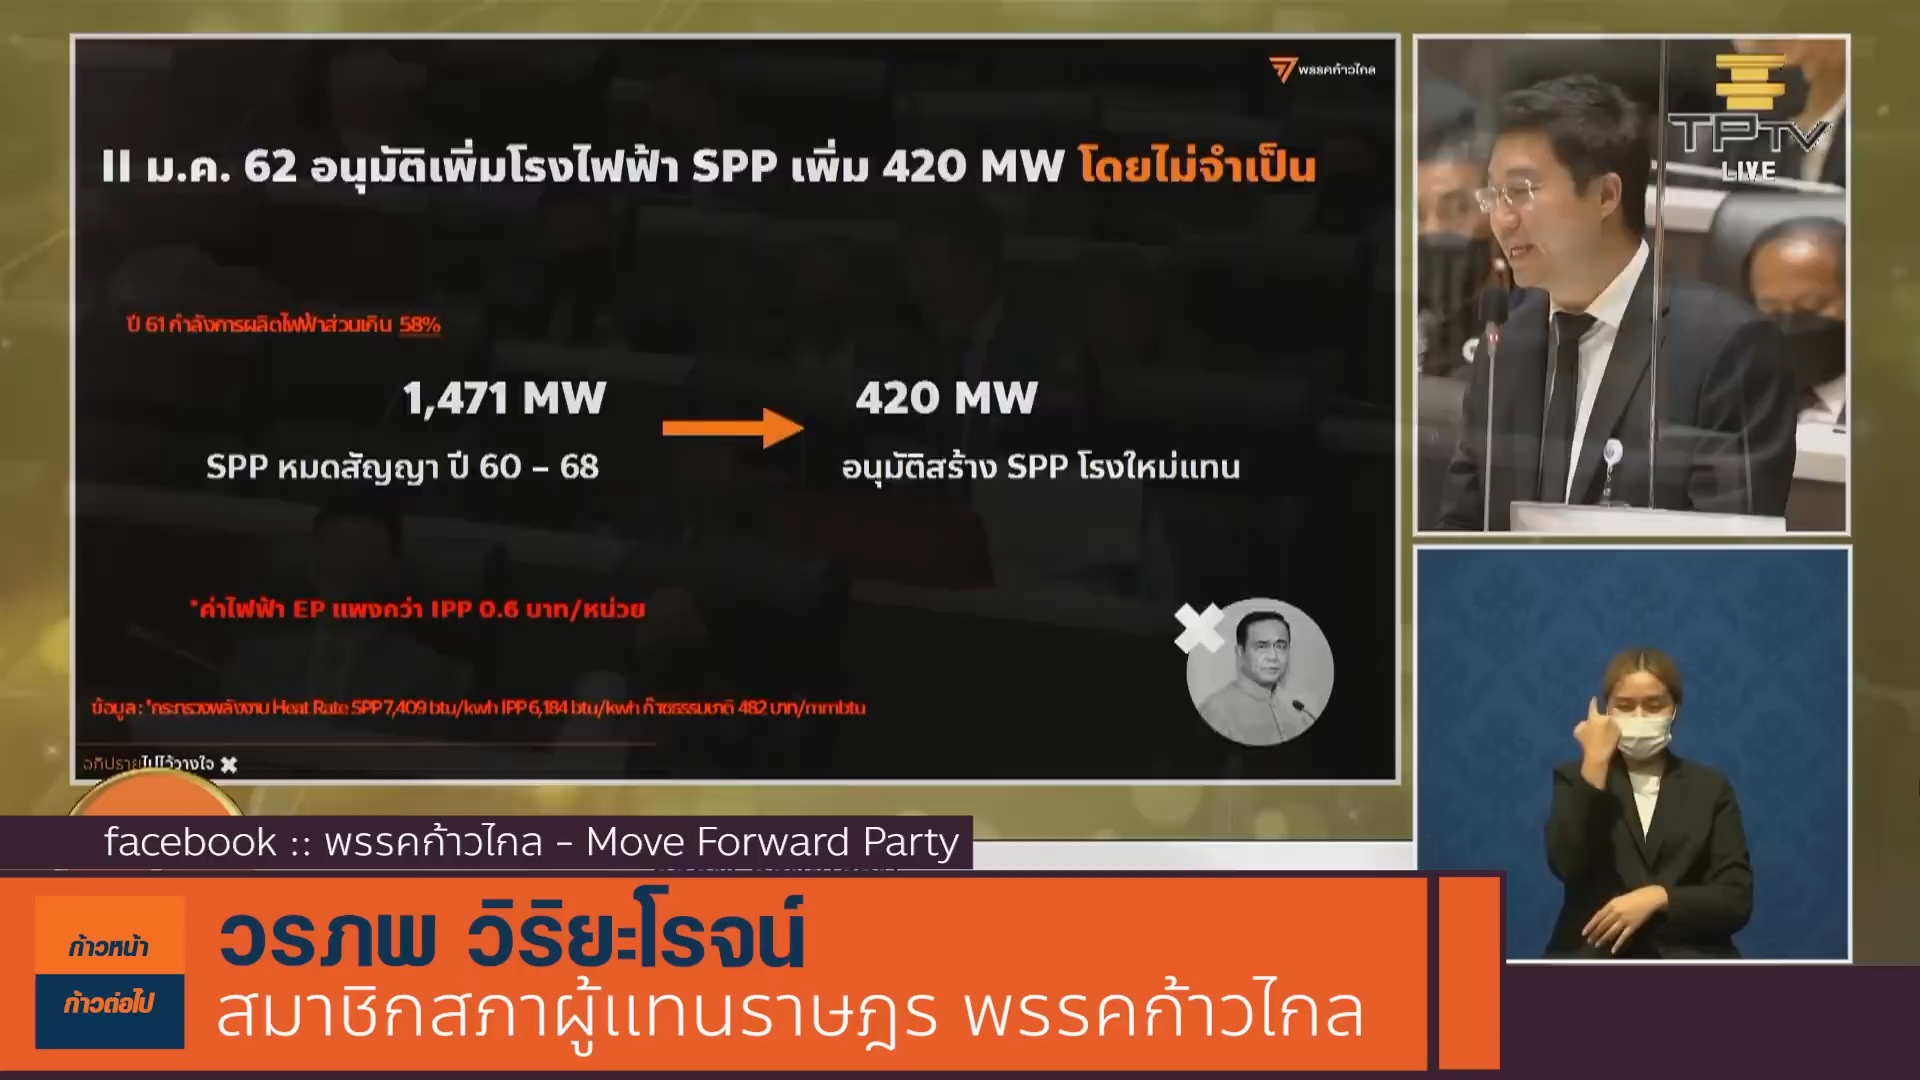 พรรคก้าวไกล
11 ม.ค. 62 อนุมัติเพิ่มโรงไฟฟ้า SPP เพิ่ม 420 MW โดยไม่จำเป็น
ปี 61 กำลังการผลิตไฟฟ้าส่วนเกิน 58%
1,471 MW
420 MW
SPP หมดสัญญา ปี 60 – 68
อนุมัติสร้าง SPP โรงใหม่แทน
*ค่าไฟฟ้า EP แพงกว่า IPP 0.6 บาท/หน่วย
ข้อมูล : *กระทรวงพลังงาน Heat Rate SPP 7,409 btu/kwh IPP 6,184 btu/kwh ก๊าซธรรมชาติ 482 บาท/mmbtu
อภิปรายไม่ไว้วางใจ
TPTV
LIVE
facebook :: พรรคก้าวไกล - Move Forward Party
ก้าวหน้า
ก้าวต่อไป
วรภพ วิริยะโรจน์
สมาชิกสภาผู้แทนราษฎร พรรคก้าวไกล